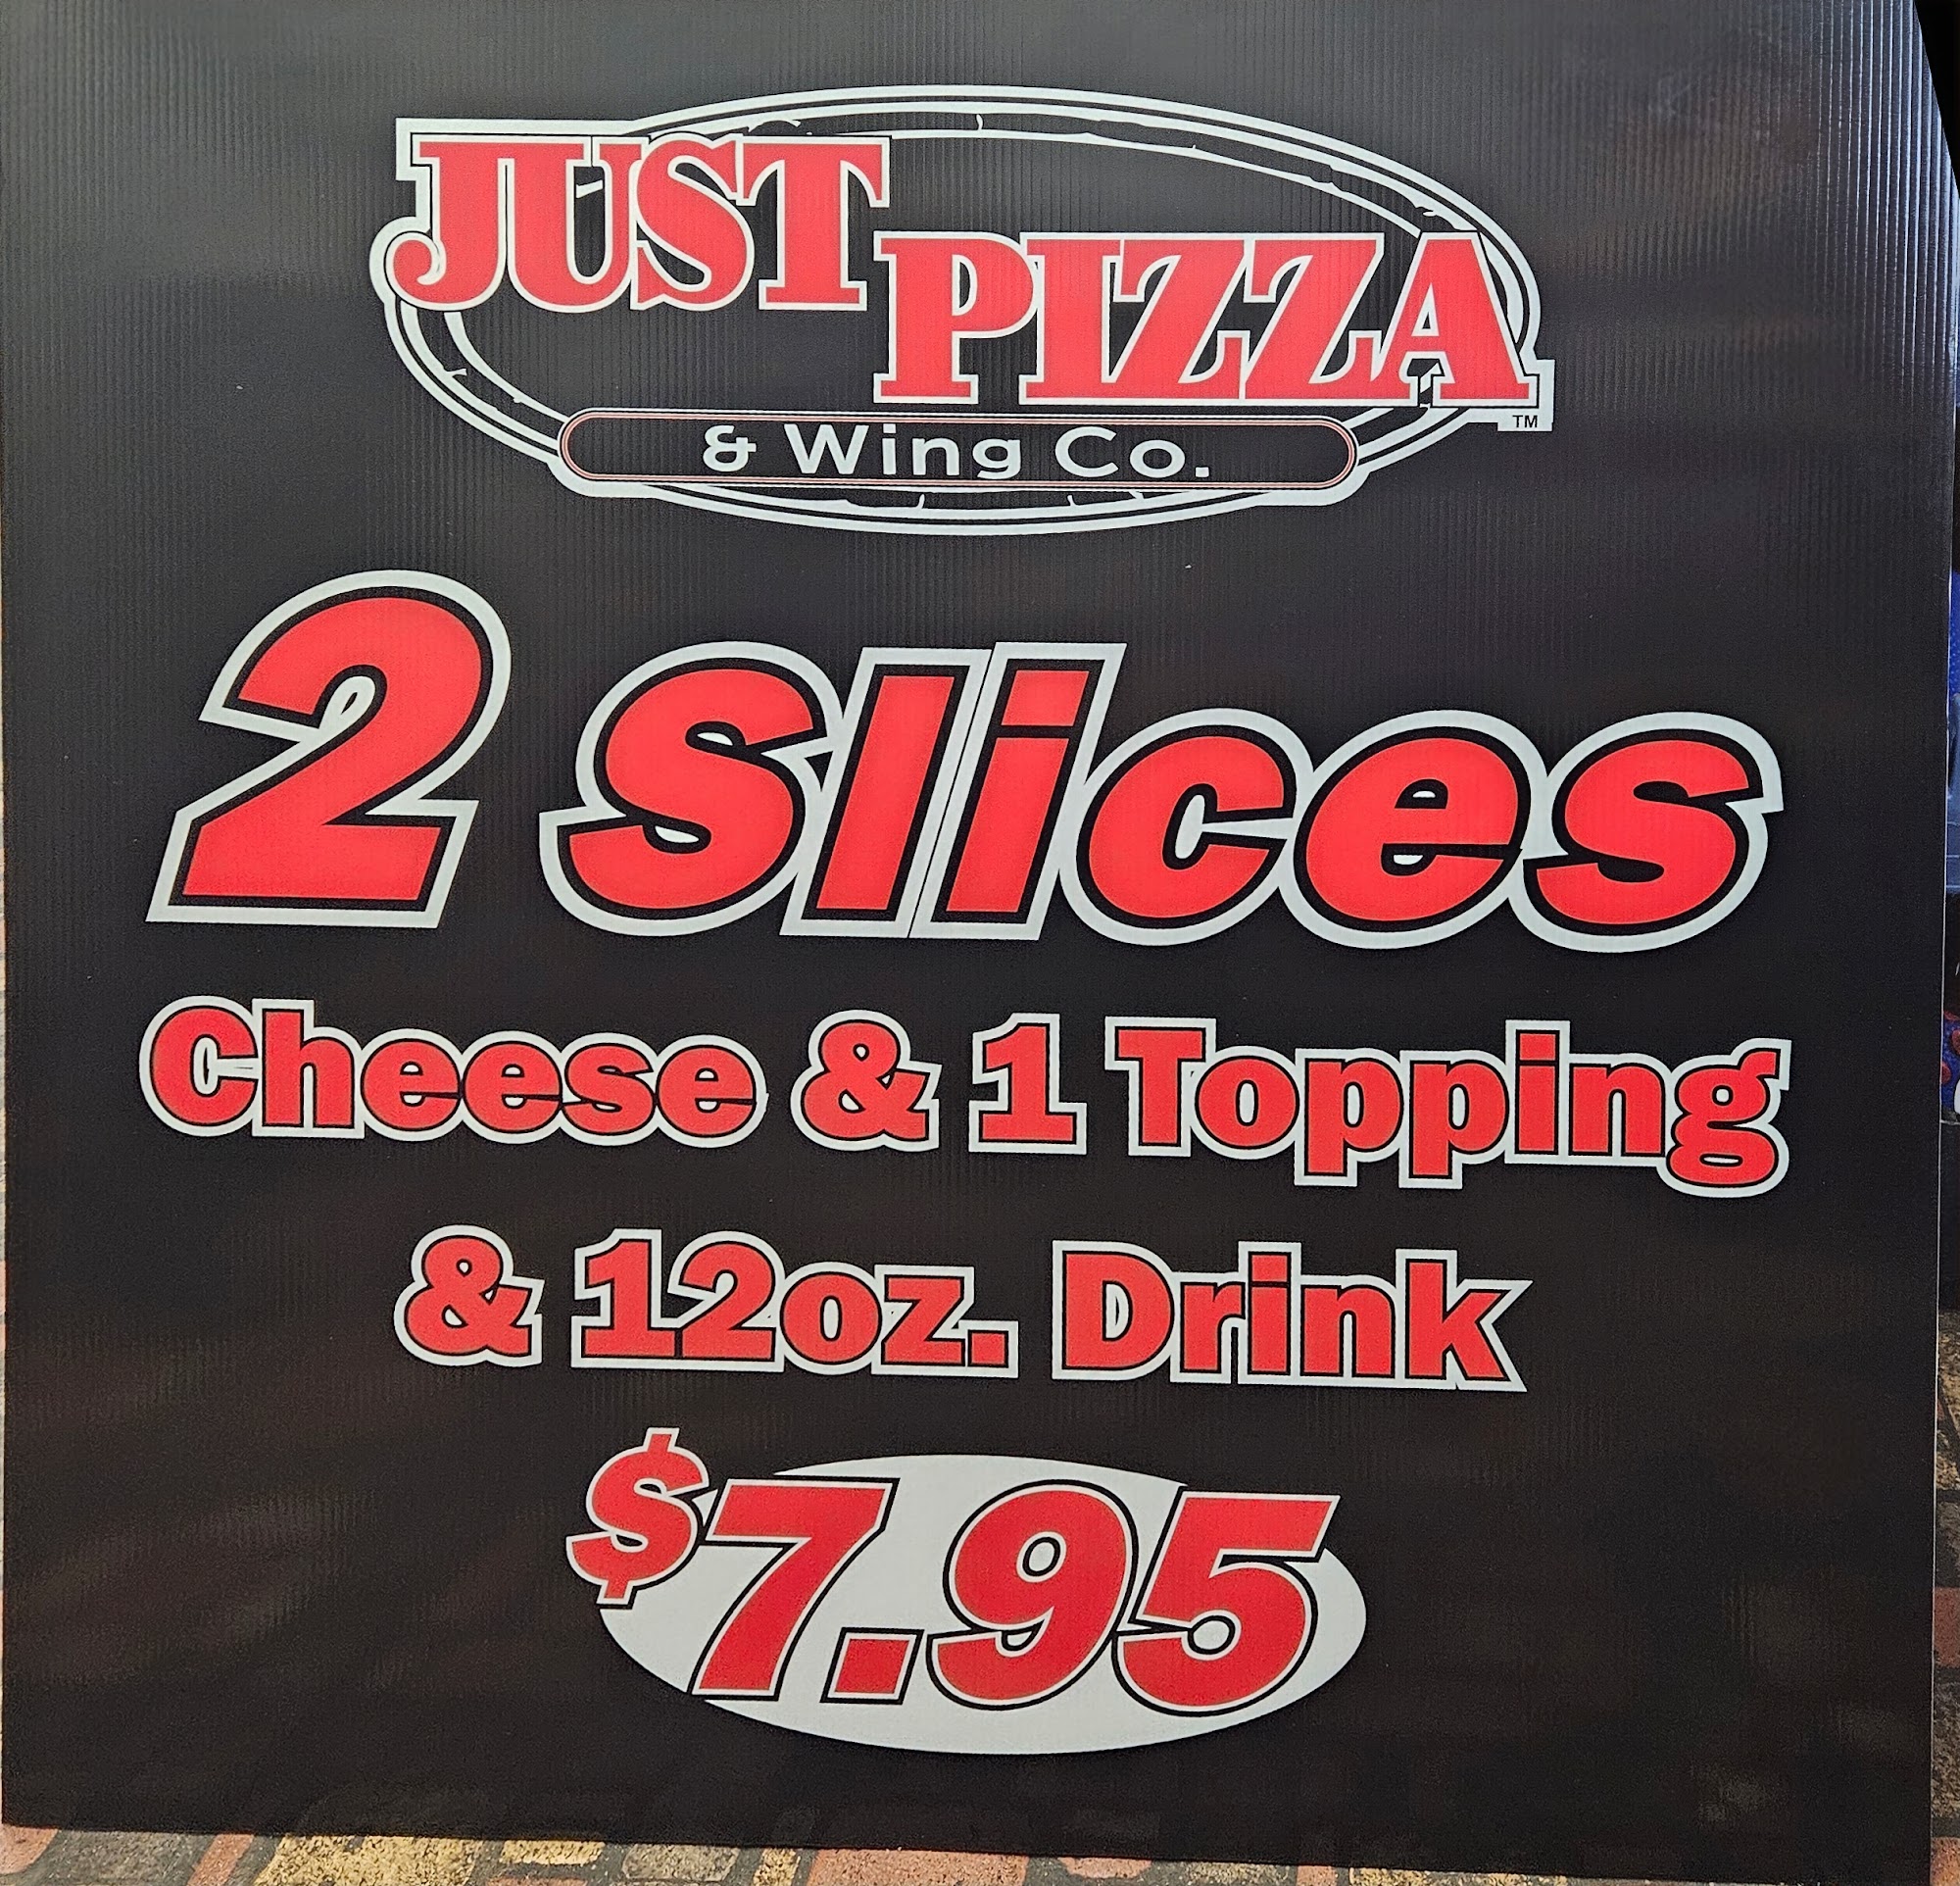 JUST
PIZZA
TM
& Wing Co.
2 Slices
Cheese & 1 Topping
& 12oz. Drink
$7.95